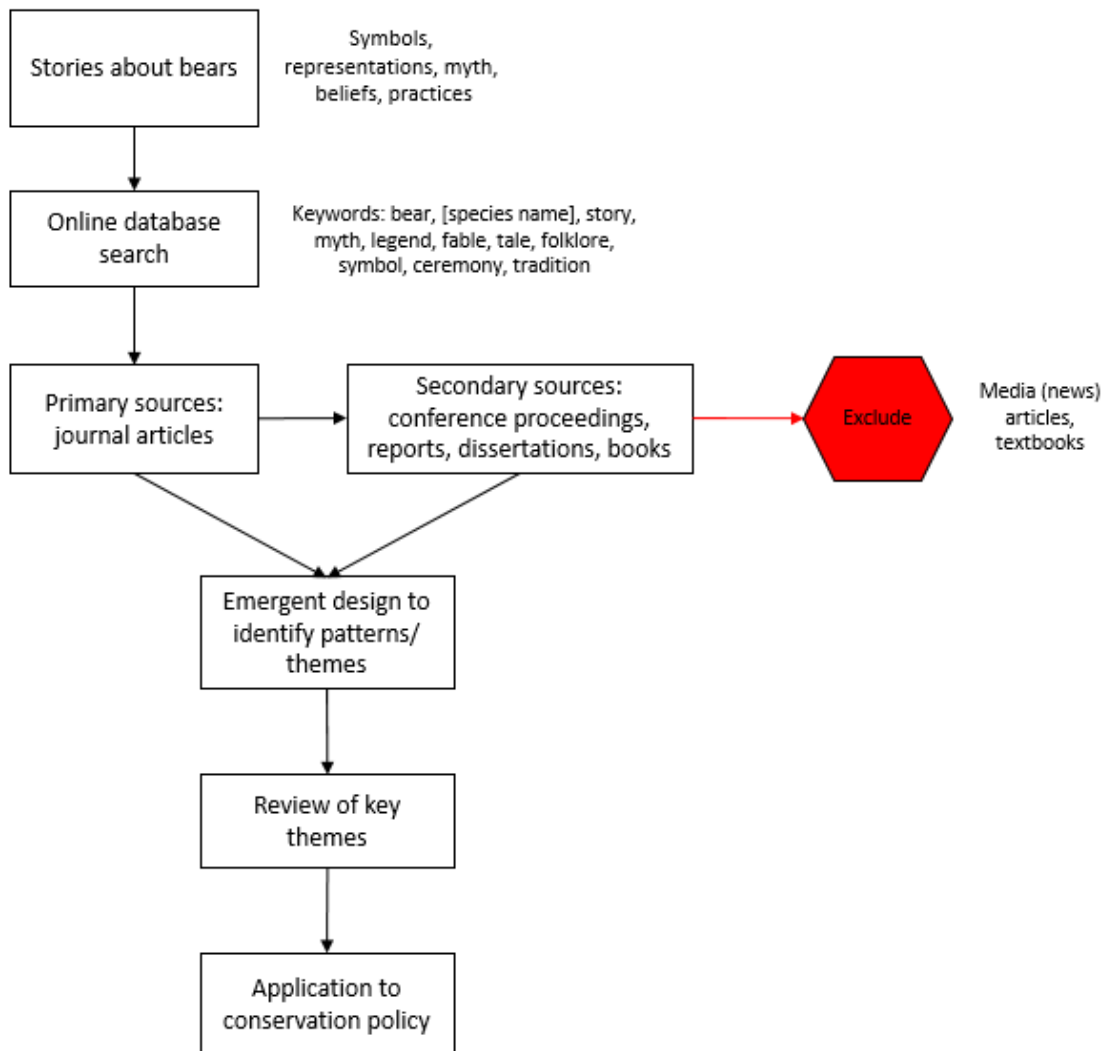 Stories about bears
Symbols,
representations, myth,
beliefs, practices
Online database
search
Keywords: bear, [species name], story,
myth, legend, fable, tale, folklore,
symbol, ceremony, tradition
Primary sources:
journal articles
Secondary sources:
conference proceedings,
reports, dissertations, books
Exclude
Media (news)
articles,
textbooks
Emergent design to
identify patterns/
themes
Review of key
themes
Application to
conservation policy